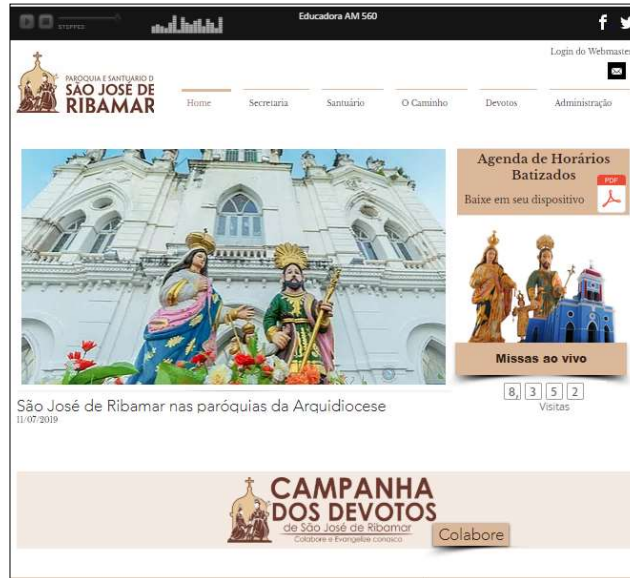 STOPPED
Educadora AM 560
f
Login do Webmaster
PARÓQUIA E SANTUÁRIO D
SÃO JOSÉ DE
RIBAMAR
Home Secretaria Santuário O Caminho Devotos Administração
Agenda de Horários
Batizados
Baixe em seu dispositivo
PDF
Missas ao vivo
8, 3 5 2
Visitas
São José de Ribamar nas paróquias da Arquidiocese
11/07/2019
CAMPANHA
DOS DEVOTOS
de São José de Ribamar
Colabore e Evangelize conosco
Colabore